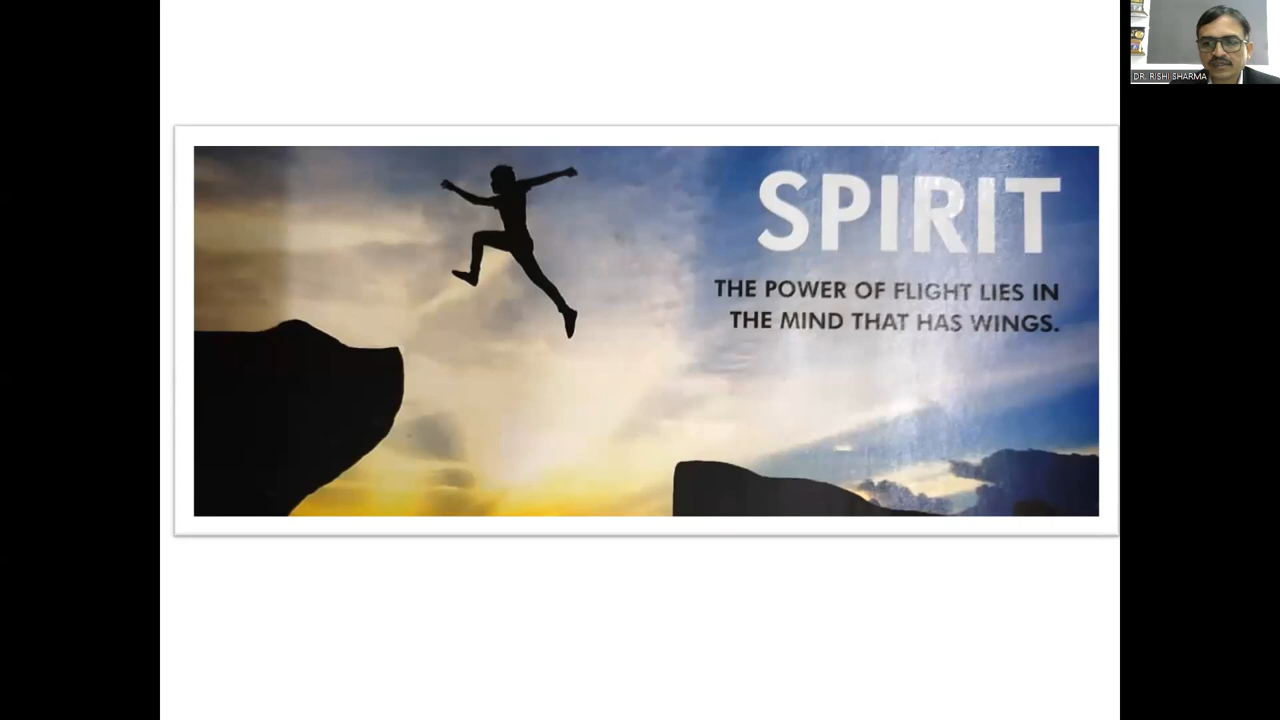 SPIRIT
THE POWER OF FLIGHT LIES IN
THE MIND THAT HAS WINGS.
DR. RISHI SHARMA